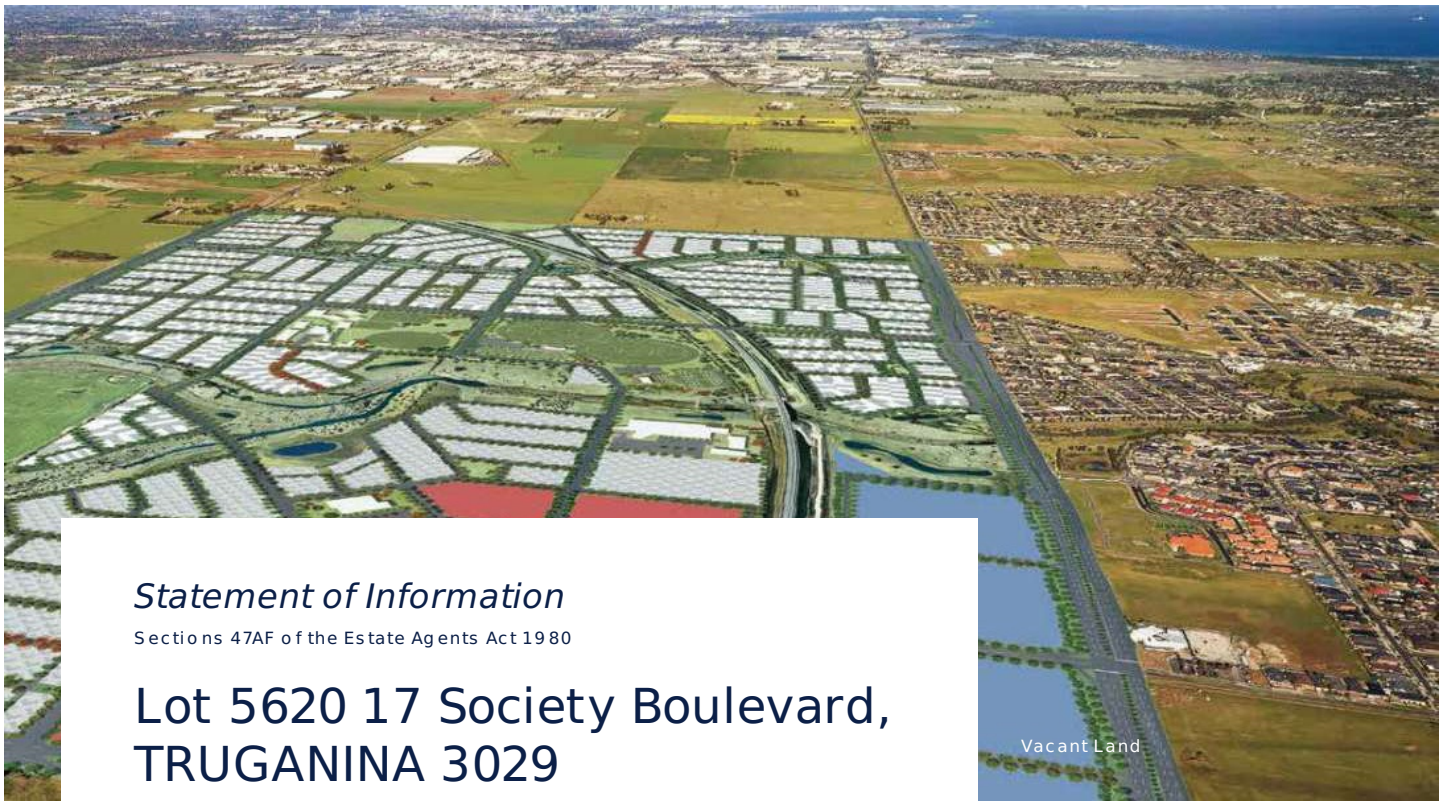 Statement of Information
Sections 47AF of the Estate Agents Act 1980
Lot 5620 17 Society Boulevard,
TRUGANINA 3029
Vacant Land